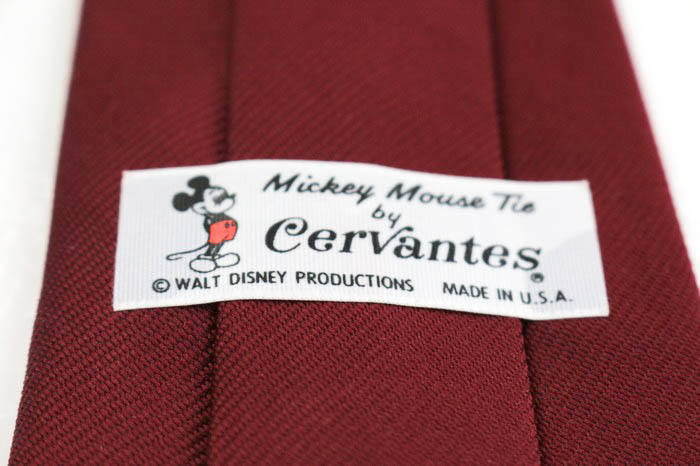 Mickey Mouse Tie
by
Cervantes®
© WALT DISNEY PRODUCTIONS MADE IN U.S.A.